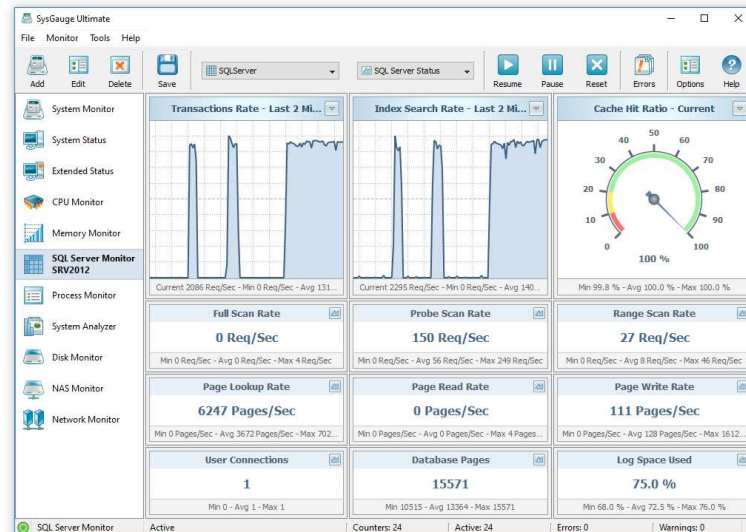 SysGauge Ultimate
File Monitor Tools Help
Add Edit Delete Save SQLServer SQL Server Status Resume Pause Reset Errors Options Help
System Monitor
System Status
Extended Status
CPU Monitor
Memory Monitor
SQL Server Monitor
SRV2012
Process Monitor
System Analyzer
Disk Monitor
NAS Monitor
Network Monitor
Transactions Rate - Last 2 Mi...
Current 2086 Req/Sec - Min 0 Req/Sec - Avg 131...
Index Search Rate - Last 2 Mi...
Current 2295 Req/Sec - Min 0 Req/Sec - Avg 140...
Cache Hit Ratio - Current
0 10 20 30 40 50 60 70 80 90 100
100 %
Min 99.8 % - Avg 100.0 % - Max 100.0 %
Full Scan Rate
0 Req/Sec
Min 0 Req/Sec - Avg 0 Req/Sec - Max 4 Req/Sec
Probe Scan Rate
150 Req/Sec
Min 0 Req/Sec - Avg 56 Req/Sec - Max 249 Req/Sec
Range Scan Rate
27 Req/Sec
Min 0 Req/Sec - Avg 8 Req/Sec - Max 46 Req/Sec
Page Lookup Rate
6247 Pages/Sec
Min 0 Pages/Sec - Avg 3672 Pages/Sec - Max 702...
Page Read Rate
0 Pages/Sec
Min 0 Pages/Sec - Avg 0 Pages/Sec - Max 4 Pages...
Page Write Rate
111 Pages/Sec
Min 0 Pages/Sec - Avg 128 Pages/Sec - Max 1612...
User Connections
1
Min 0 - Avg 1 - Max 1
Database Pages
15571
Min 10515 - Avg 13364 - Max 15571
Log Space Used
75.0 %
Min 68.0 % - Avg 72.5 % - Max 76.0 %
SQL Server Monitor Active Counters: 24 Active: 24 Errors: 0 Warnings: 0